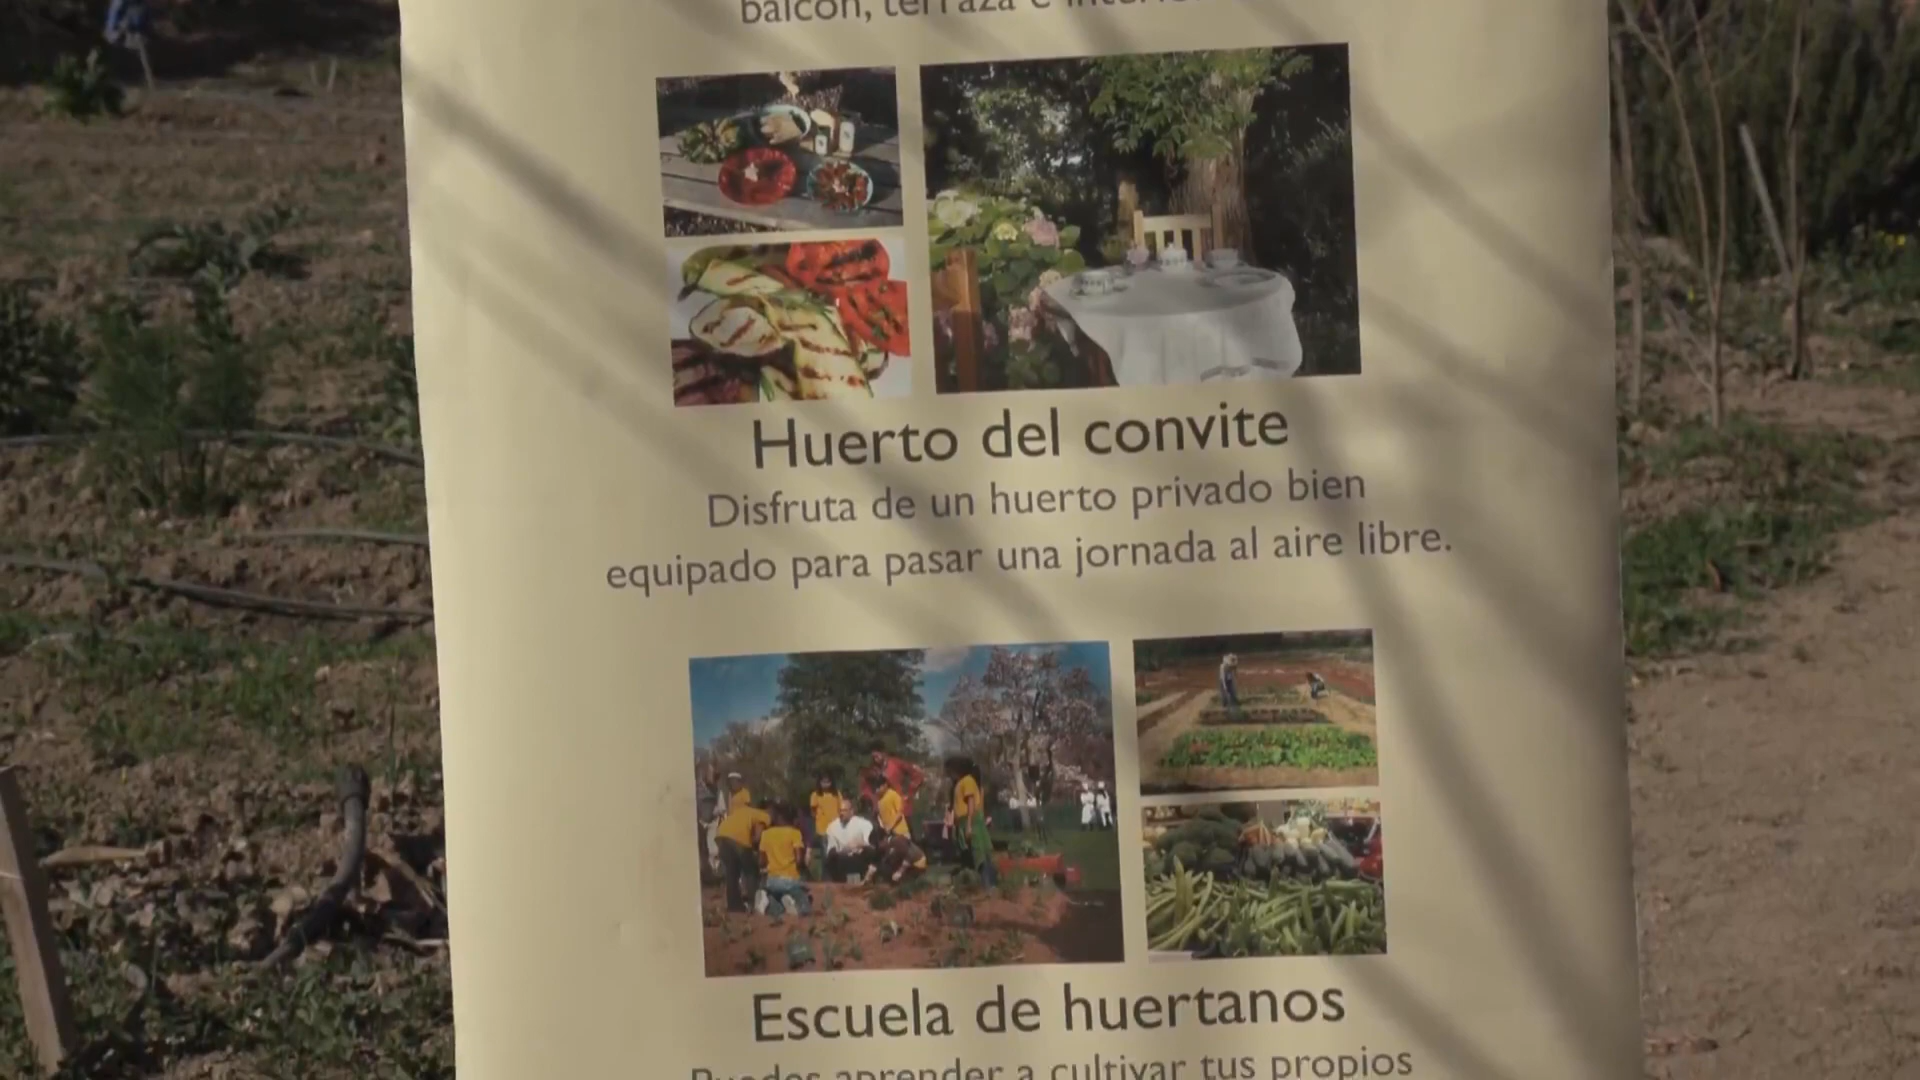 balcón, terraza e
Huerto del convite
Disfruta de un huerto privado bien
equipado para pasar una jornada al aire libre.
Escuela de huertanos
Puedes aprender a cultivar tus propios